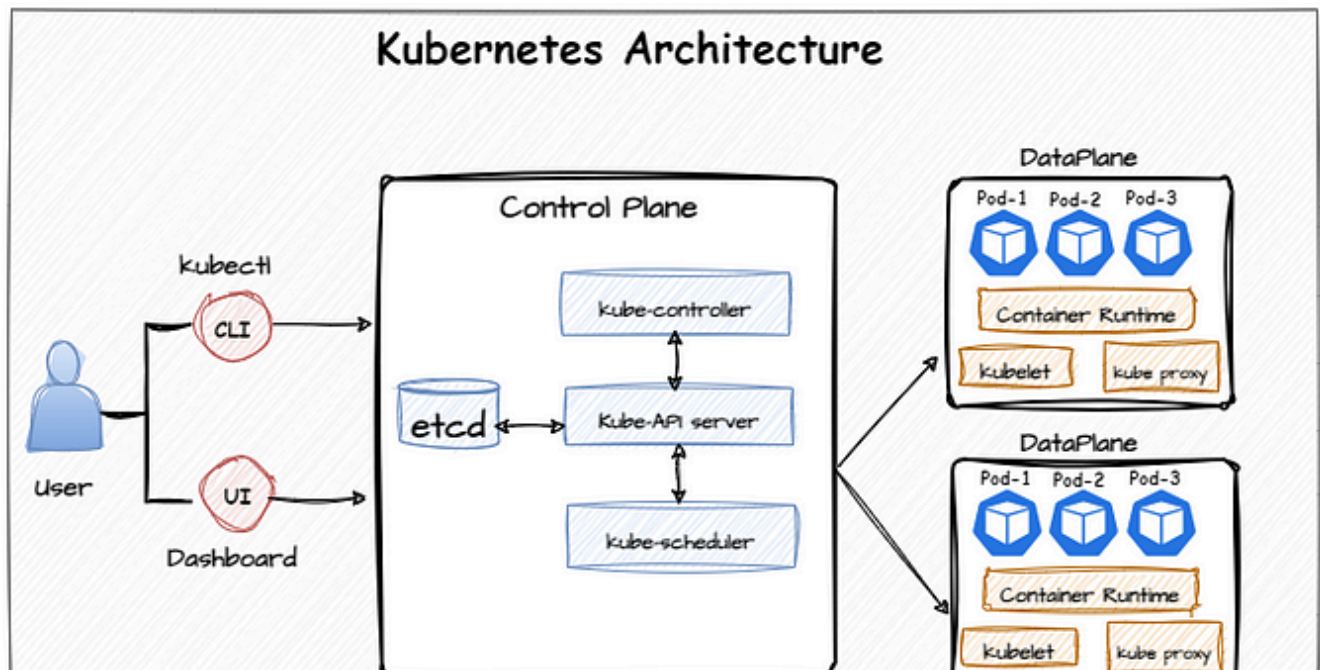 Kubernetes Architecture
DataPlane
Pod-1 Pod-2 Pod-3
Container Runtime
kubelet
kube proxy
Control Plane
kube-controller
etcd
Kube-API server
kube-scheduler
kubectl
CLI
User
UI
Dashboard
DataPlane
Pod-1 Pod-2 Pod-3
Container Runtime
kubelet
kube proxy